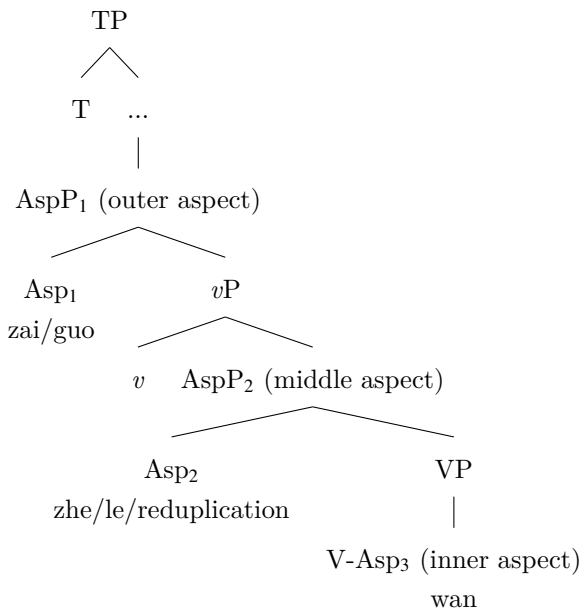 TP
T ...
AspP₁ (outer aspect)
Asp₁ vP
zai/guo
v AspP₂ (middle aspect)
Asp₂ VP
zhe/le/reduplication
V-Asp₃ (inner aspect)
wan